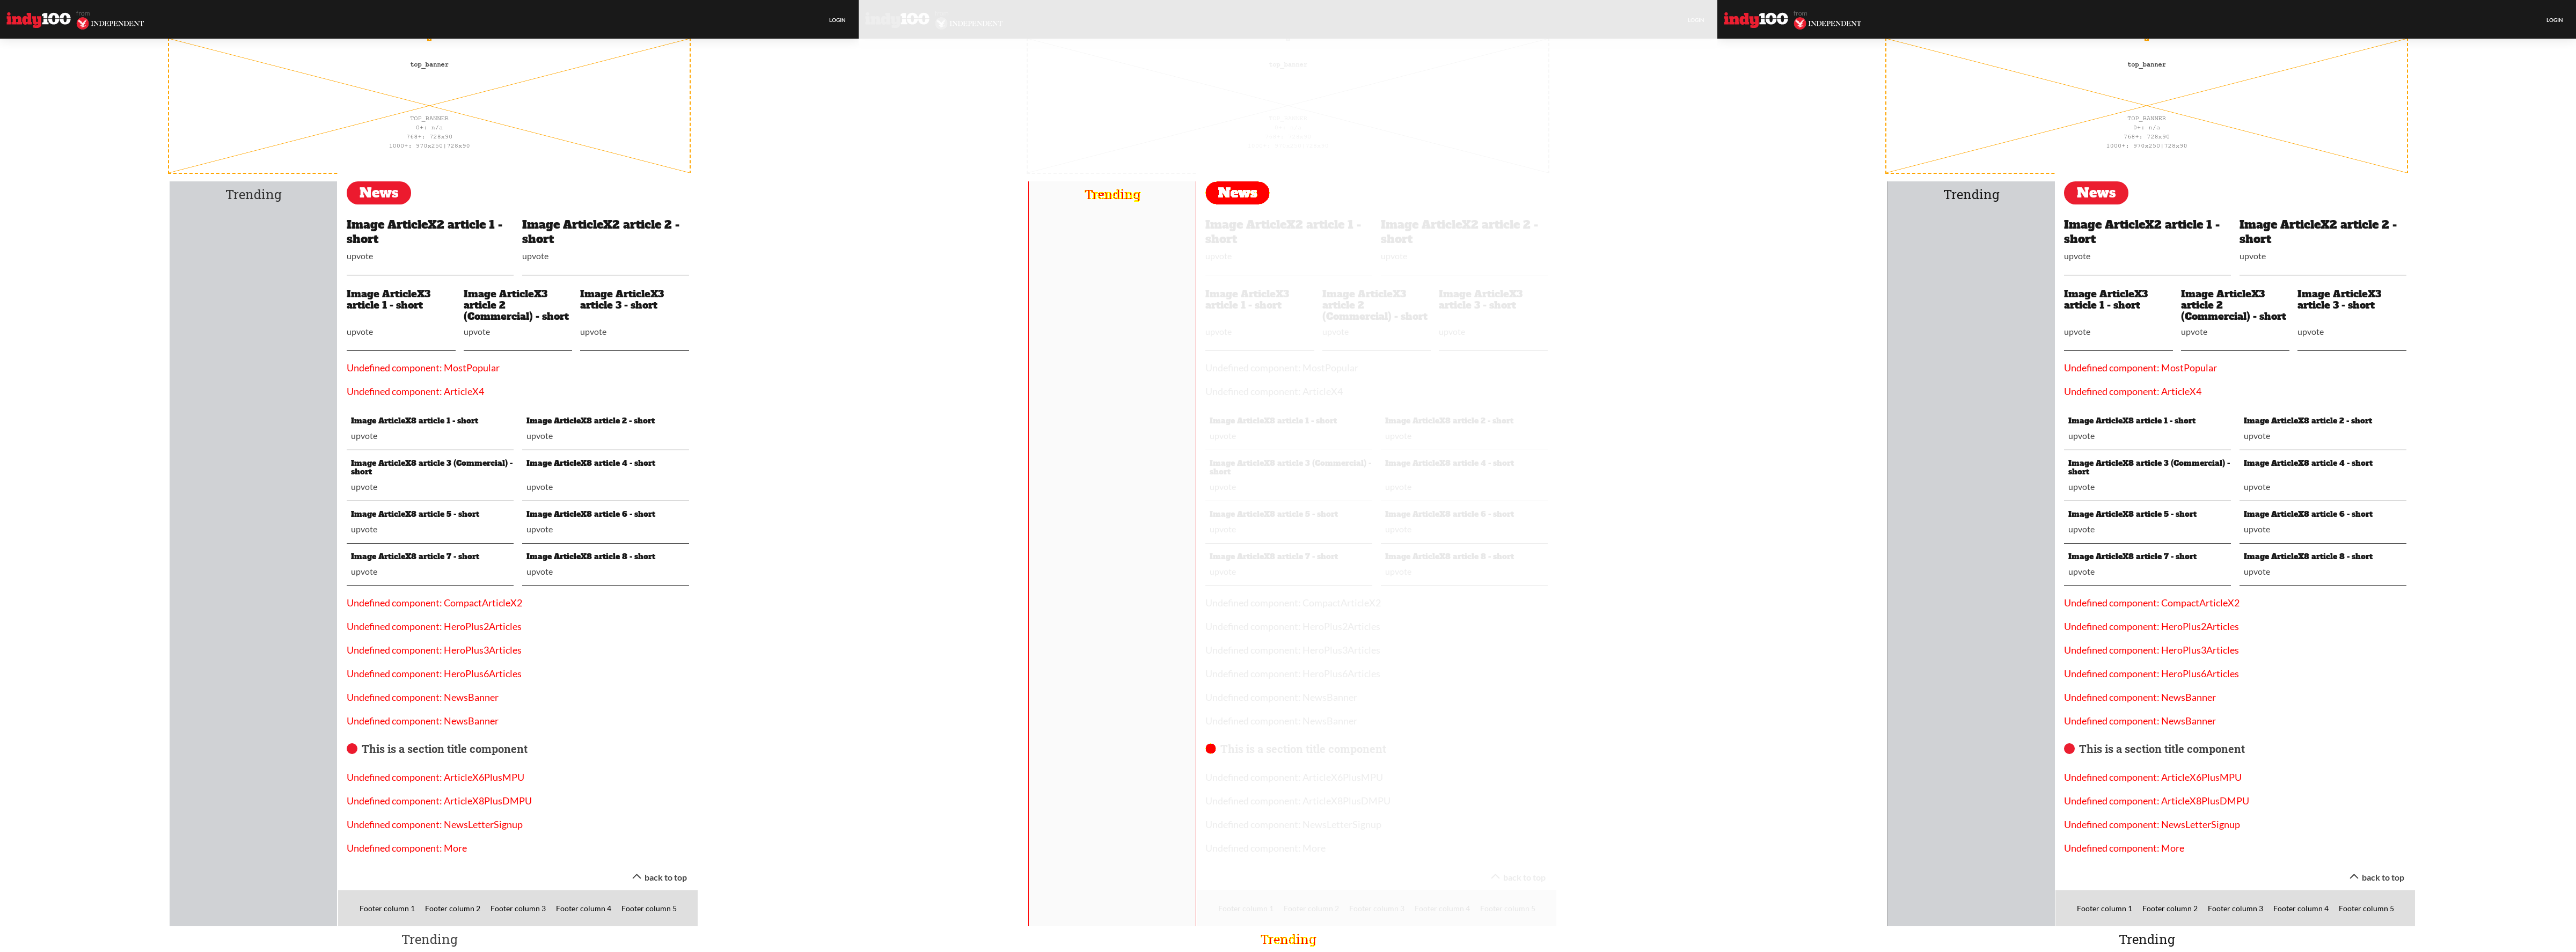 indy100 from INDEPENDENT LOGIN
top_banner
TOP_BANNER
0+: n/a
768+: 728x90
1000+: 970x250|728x90
Trending
News
Image ArticleX2 article 1 - short
Image ArticleX2 article 2 - short
upvote upvote
Image ArticleX3 article 1 - short
Image ArticleX3 article 2 (Commercial) - short
Image ArticleX3 article 3 - short
upvote upvote upvote
Undefined component: MostPopular
Undefined component: ArticleX4
Image ArticleX8 article 1 - short Image ArticleX8 article 2 - short
upvote upvote
Image ArticleX8 article 3 (Commercial) - short Image ArticleX8 article 4 - short
upvote upvote
Image ArticleX8 article 5 - short Image ArticleX8 article 6 - short
upvote upvote
Image ArticleX8 article 7 - short Image ArticleX8 article 8 - short
upvote upvote
Undefined component: CompactArticleX2
Undefined component: HeroPlus2Articles
Undefined component: HeroPlus3Articles
Undefined component: HeroPlus6Articles
Undefined component: NewsBanner
Undefined component: NewsBanner
This is a section title component
Undefined component: ArticleX6PlusMPU
Undefined component: ArticleX8PlusDMPU
Undefined component: NewsLetterSignup
Undefined component: More
back to top
Footer column 1 Footer column 2 Footer column 3 Footer column 4 Footer column 5
Trending
indy100 INDEPENDENT LOGIN
top_banner
Trending
News
Image ArticleX2 article 1 - short
Image ArticleX2 article 2 - short
upvote upvote
Image ArticleX3 article 1 - short
Image ArticleX3 article 2 (Commercial) - short
Image ArticleX3 article 3 - short
upvote upvote upvote
Undefined component: MostPopular
Undefined component: ArticleX4
Image ArticleX8 article 1 - short Image ArticleX8 article 2 - short
upvote upvote
Image ArticleX8 article 3 (Commercial) - short Image ArticleX8 article 4 - short
upvote upvote
Image ArticleX8 article 5 - short Image ArticleX8 article 6 - short
upvote upvote
Image ArticleX8 article 7 - short Image ArticleX8 article 8 - short
upvote upvote
Undefined component: CompactArticleX2
Undefined component: HeroPlus2Articles
Undefined component: HeroPlus3Articles
Undefined component: HeroPlus6Articles
Undefined component: NewsBanner
Undefined component: NewsBanner
This is a section title component
Undefined component: ArticleX6PlusMPU
Undefined component: ArticleX8PlusDMPU
Undefined component: NewsLetterSignup
Undefined component: More
back to top
Footer column 1 Footer column 2 Footer column 3 Footer column 4 Footer column 5
Trending
indy100 from INDEPENDENT LOGIN
top_banner
TOP_BANNER
0+: n/a
768+: 728x90
1000+: 970x250|728x90
Trending
News
Image ArticleX2 article 1 - short
Image ArticleX2 article 2 - short
upvote upvote
Image ArticleX3 article 1 - short
Image ArticleX3 article 2 (Commercial) - short
Image ArticleX3 article 3 - short
upvote upvote upvote
Undefined component: MostPopular
Undefined component: ArticleX4
Image ArticleX8 article 1 - short Image ArticleX8 article 2 - short
upvote upvote
Image ArticleX8 article 3 (Commercial) - short Image ArticleX8 article 4 - short
upvote upvote
Image ArticleX8 article 5 - short Image ArticleX8 article 6 - short
upvote upvote
Image ArticleX8 article 7 - short Image ArticleX8 article 8 - short
upvote upvote
Undefined component: CompactArticleX2
Undefined component: HeroPlus2Articles
Undefined component: HeroPlus3Articles
Undefined component: HeroPlus6Articles
Undefined component: NewsBanner
Undefined component: NewsBanner
This is a section title component
Undefined component: ArticleX6PlusMPU
Undefined component: ArticleX8PlusDMPU
Undefined component: NewsLetterSignup
Undefined component: More
back to top
Footer column 1 Footer column 2 Footer column 3 Footer column 4 Footer column 5
Trending